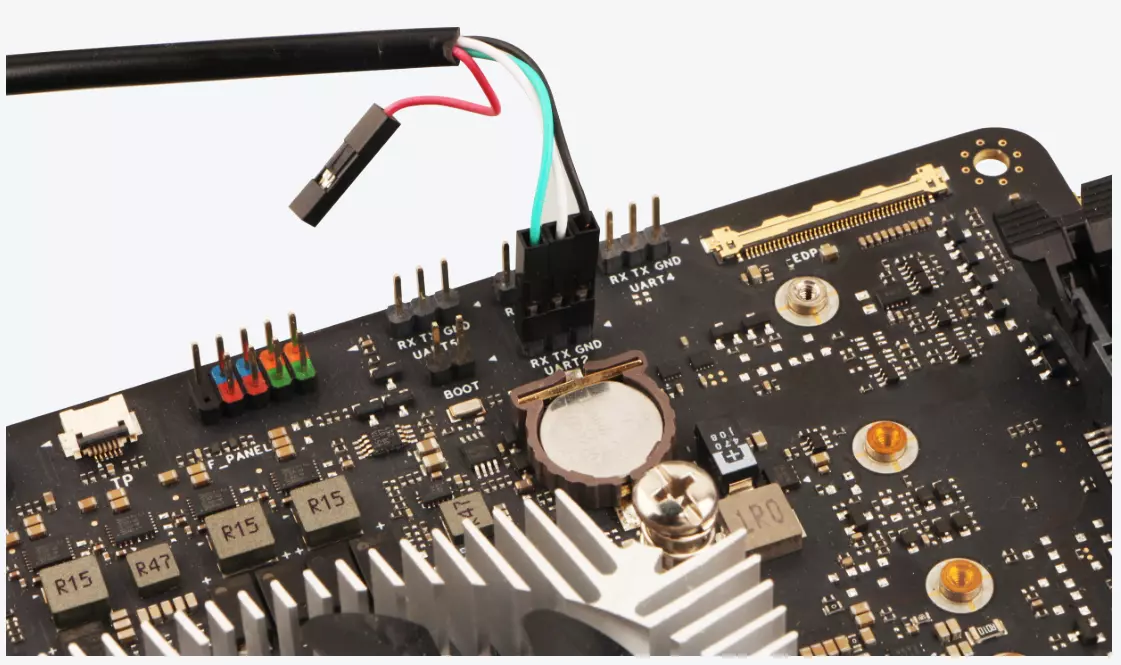 EDP
RX TX GND
UART4
RX TX GND
UART5
R
RX TX GND
UART2
BOOT
F_PANEL
TP
470
108
1R0
R15
R15
R47
R15
R47